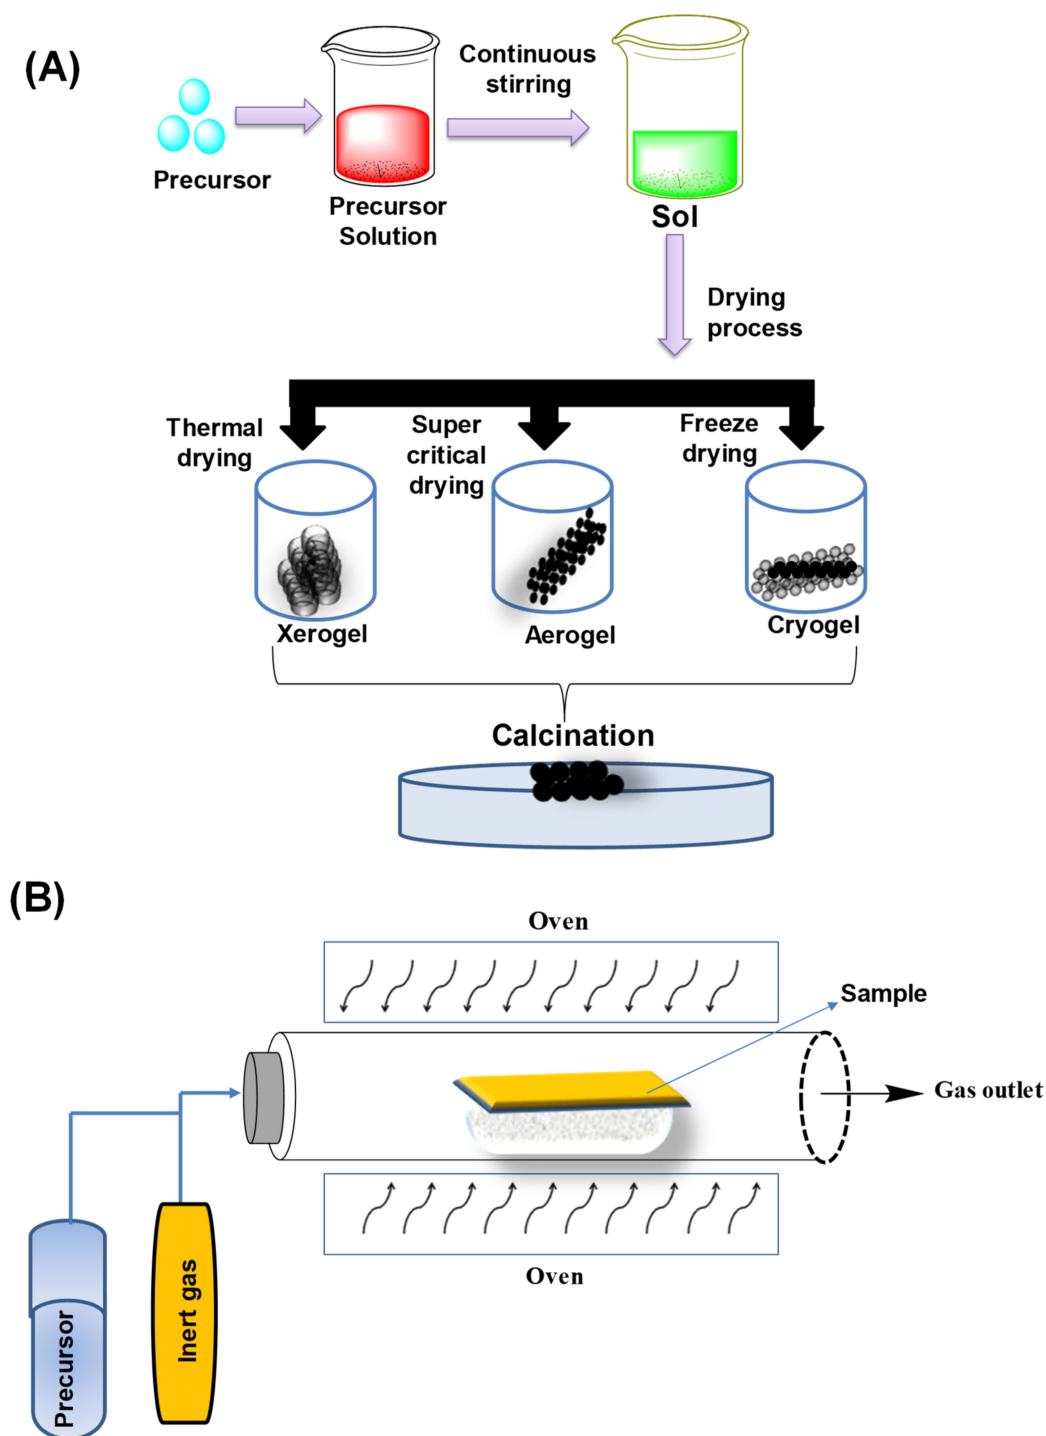 (A)
Precursor
Precursor
Solution
Continuous
stirring
Sol
Drying
process
Thermal
drying
Super
critical
drying
Freeze
drying
Xerogel
Aerogel
Cryogel
Calcination
(B)
Oven
Sample
Gas outlet
Oven
Precursor
Inert gas